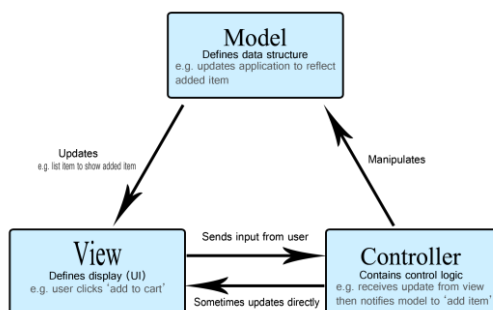 Model
Defines data structure
e.g. updates application to reflect
added item
Updates
e.g. list item to show added item
Manipulates
View
Defines display (UI)
e.g. user clicks 'add to cart'
Sends input from user
Sometimes updates directly
Controller
Contains control logic
e.g. receives update from view
then notifies model to 'add item'